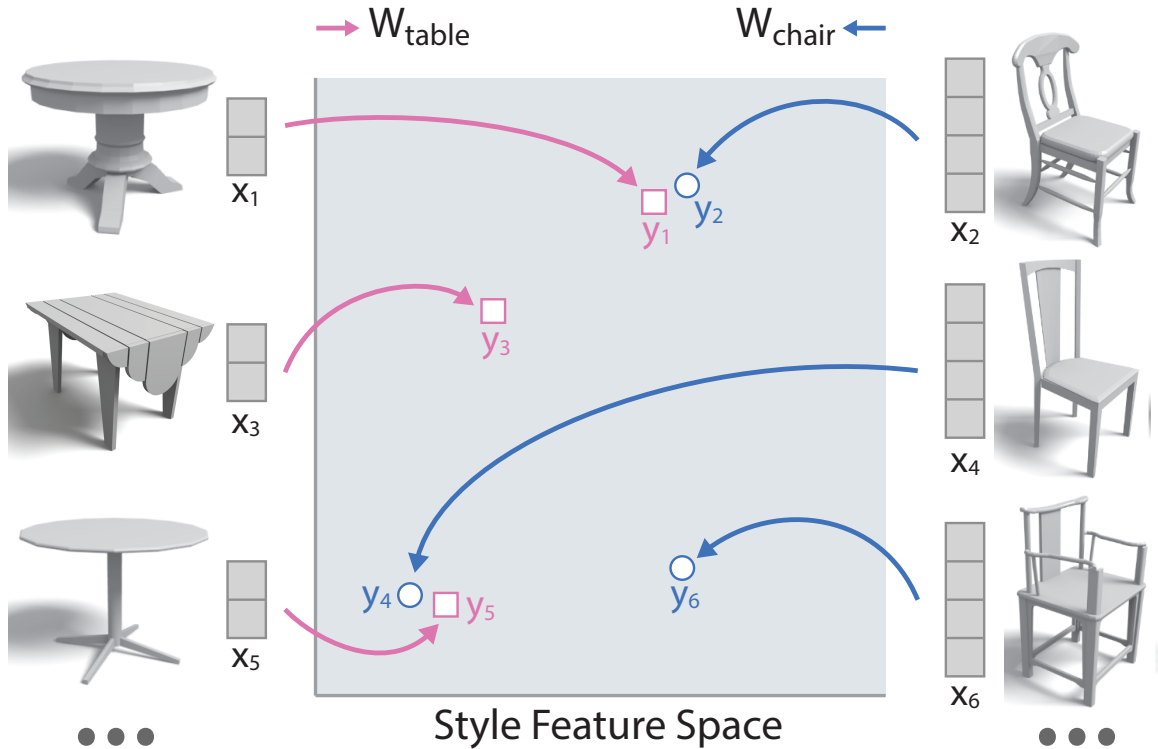 W_table
W_chair
x₁
x₂
y₁
y₂
y₃
x₃
x₄
y₄
y₅
y₆
x₅
x₆
Style Feature Space